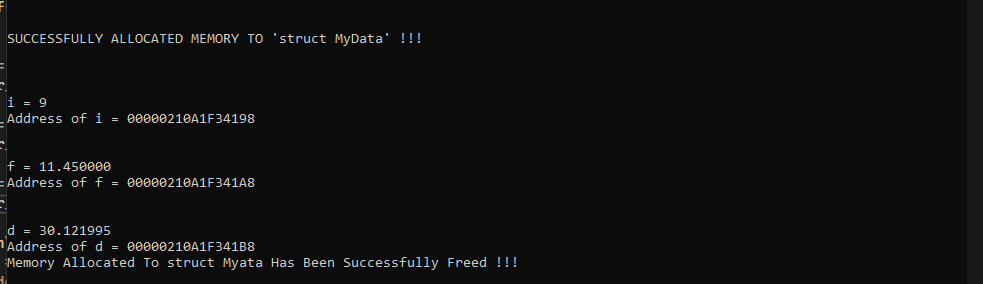 SUCCESSFULLY ALLOCATED MEMORY TO 'struct MyData' !!!
i = 9
Address of i = 00000210A1F34198
f = 11.450000
Address of f = 00000210A1F341A8
d = 30.121995
Address of d = 00000210A1F341B8
Memory Allocated To struct Myata Has Been Successfully Freed !!!